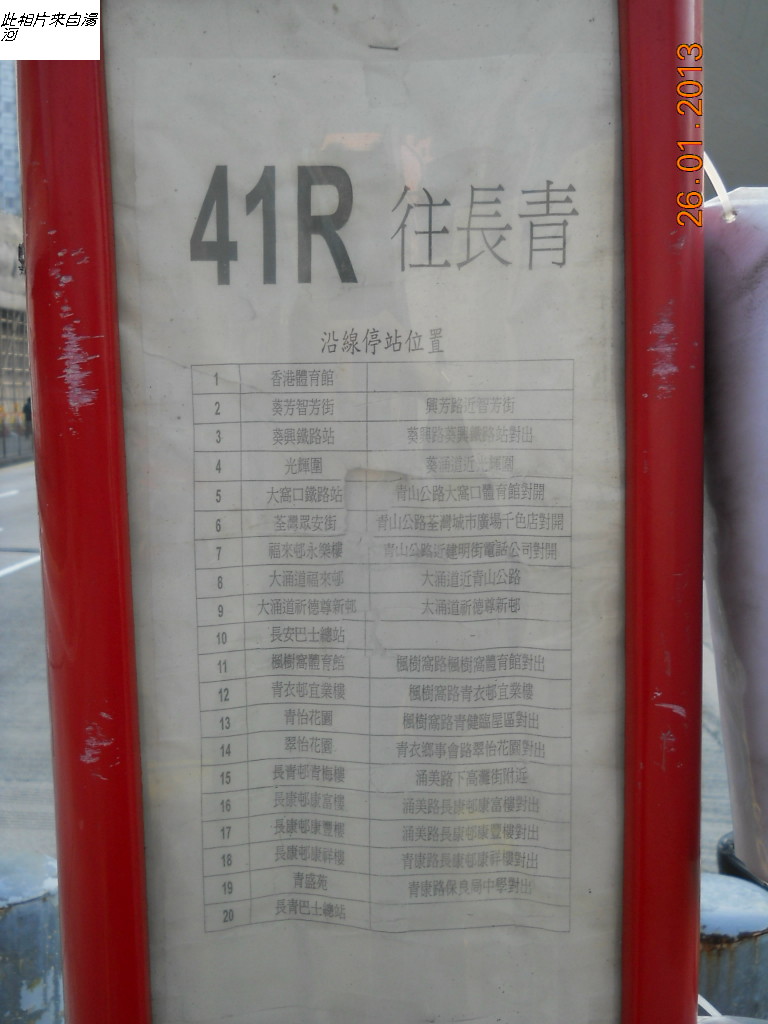 此相片來自湯
河
26.01.2013
41R 往長青
沿線停站位置
1 香港體育館
2 葵芳智芳街 興芳路近智芳街
3 葵興鐵路站 葵興路葵興鐵路站對出
4 光輝圍 葵涌道近光輝圍
5 大窩口鐵路站 青山公路大窩口體育館對開
6 荃灣眾安街 青山公路荃灣城市廣場千色店對開
7 福來邨永樂樓 青山公路近建明街電話公司對開
8 大涌道福來邨 大涌道近青山公路
9 大涌道祈德尊新邨 大涌道祈德尊新邨
10 長安巴士總站
11 楓樹窩體育館 楓樹窩路楓樹窩體育館對出
12 青衣邨宜業樓 楓樹窩路青衣邨宜業樓
13 青怡花園 楓樹窩路青健臨屋區對出
14 翠怡花園 青衣鄉事會路翠怡花園對出
15 長青邨青梅樓 涌美路下高灘街附近
16 長康邨康富樓 涌美路長康邨康富樓對出
17 長康邨康豐樓 涌美路長康邨康豐樓對出
18 長康邨康祥樓 青康路長康邨康祥樓對出
19 青盛苑 青康路保良局中學對出
20 長青巴士總站